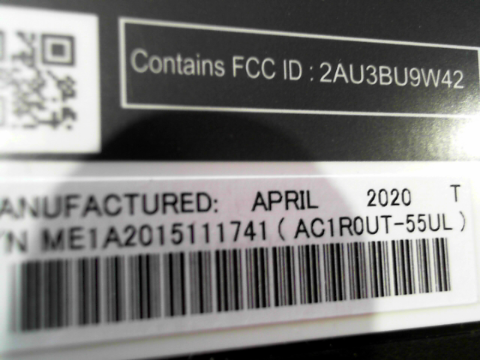 Contains FCC ID : 2AU3BU9W42
ANUFACTURED: APRIL 2020 T
/N ME1A2015111741 ( AC1R0UT-55UL )